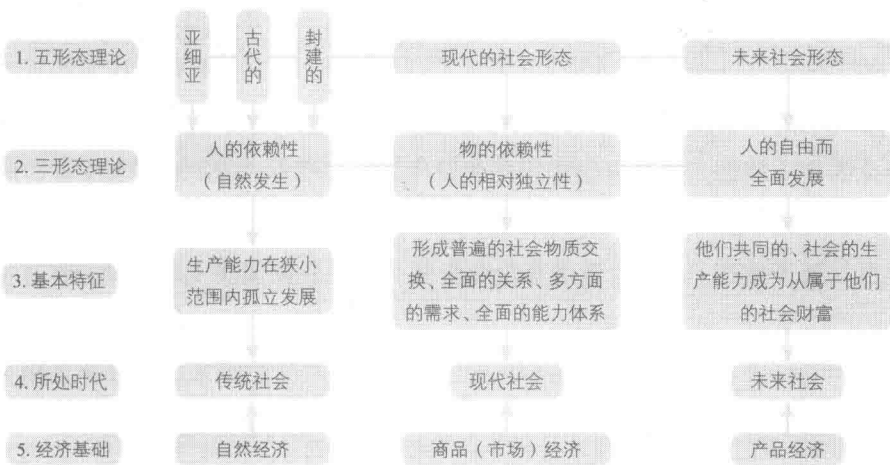 1. 五形态理论
亚细亚
古代的
封建的
现代的社会形态
未来社会形态
2. 三形态理论
人的依赖性
（自然发生）
物的依赖性
（人的相对独立性）
人的自由而
全面发展
3. 基本特征
生产能力在狭小
范围内孤立发展
形成普遍的社会物质交
换、全面的关系、多方面
的需求、全面的能力体系
他们共同的、社会的生
产能力成为从属于他们
的社会财富
4. 所处时代
传统社会
现代社会
未来社会
5. 经济基础
自然经济
商品（市场）经济
产品经济